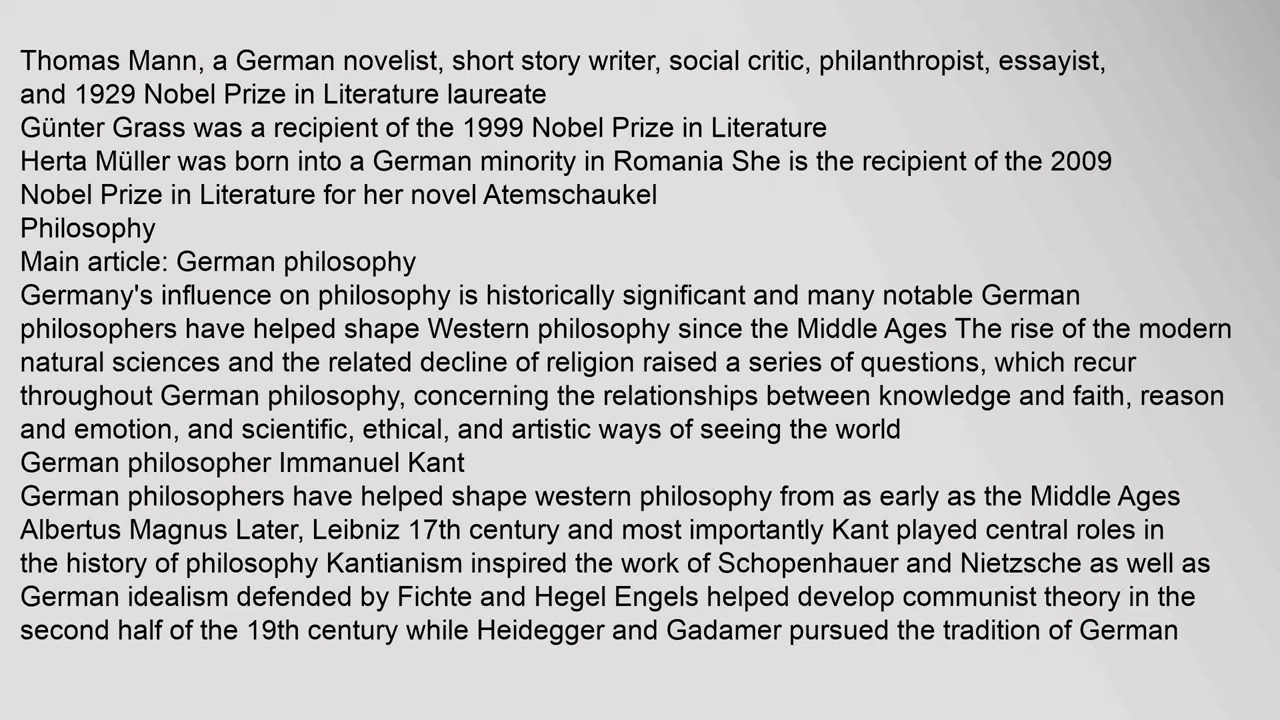 Thomas Mann, a German novelist, short story writer, social critic, philanthropist, essayist,
and 1929 Nobel Prize in Literature laureate
Günter Grass was a recipient of the 1999 Nobel Prize in Literature
Herta Müller was born into a German minority in Romania She is the recipient of the 2009
Nobel Prize in Literature for her novel Atemschaukel
Philosophy
Main article: German philosophy
Germany's influence on philosophy is historically significant and many notable German
philosophers have helped shape Western philosophy since the Middle Ages The rise of the modern
natural sciences and the related decline of religion raised a series of questions, which recur
throughout German philosophy, concerning the relationships between knowledge and faith, reason
and emotion, and scientific, ethical, and artistic ways of seeing the world
German philosopher Immanuel Kant
German philosophers have helped shape western philosophy from as early as the Middle Ages
Albertus Magnus Later, Leibniz 17th century and most importantly Kant played central roles in
the history of philosophy Kantianism inspired the work of Schopenhauer and Nietzsche as well as
German idealism defended by Fichte and Hegel Engels helped develop communist theory in the
second half of the 19th century while Heidegger and Gadamer pursued the tradition of German